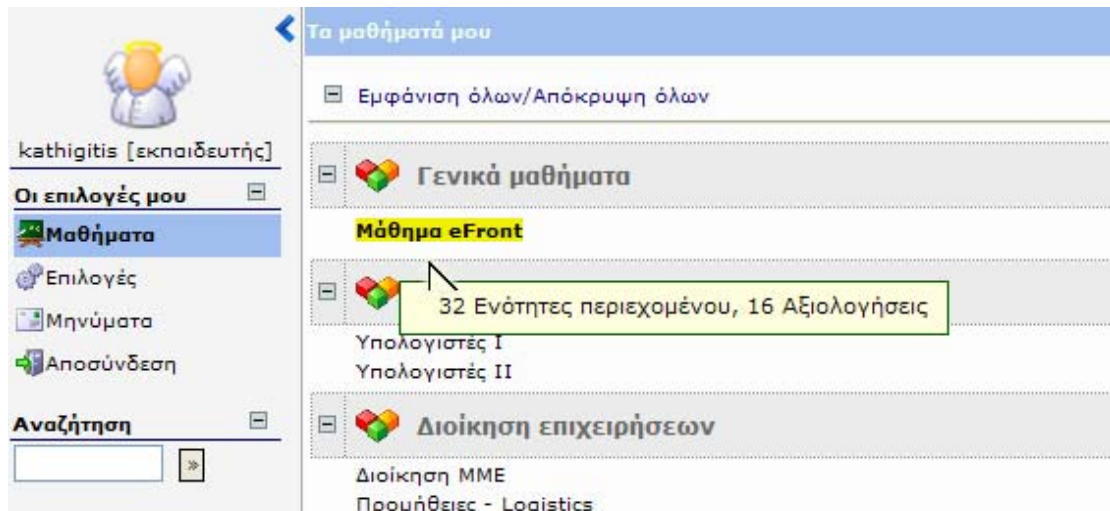 kathigitis [εκπαιδευτής]
Οι επιλογές μου
Μαθήματα
Επιλογές
Μηνύματα
Αποσύνδεση
Αναζήτηση
»
Τα μαθήματά μου
Εμφάνιση όλων/Απόκρυψη όλων
Γενικά μαθήματα
Μάθημα eFront
32 Ενότητες περιεχομένου, 16 Αξιολογήσεις
Υπολογιστές I
Υπολογιστές II
Διοίκηση επιχειρήσεων
Διοίκηση ΜΜΕ
Προμήθειες - Logistics